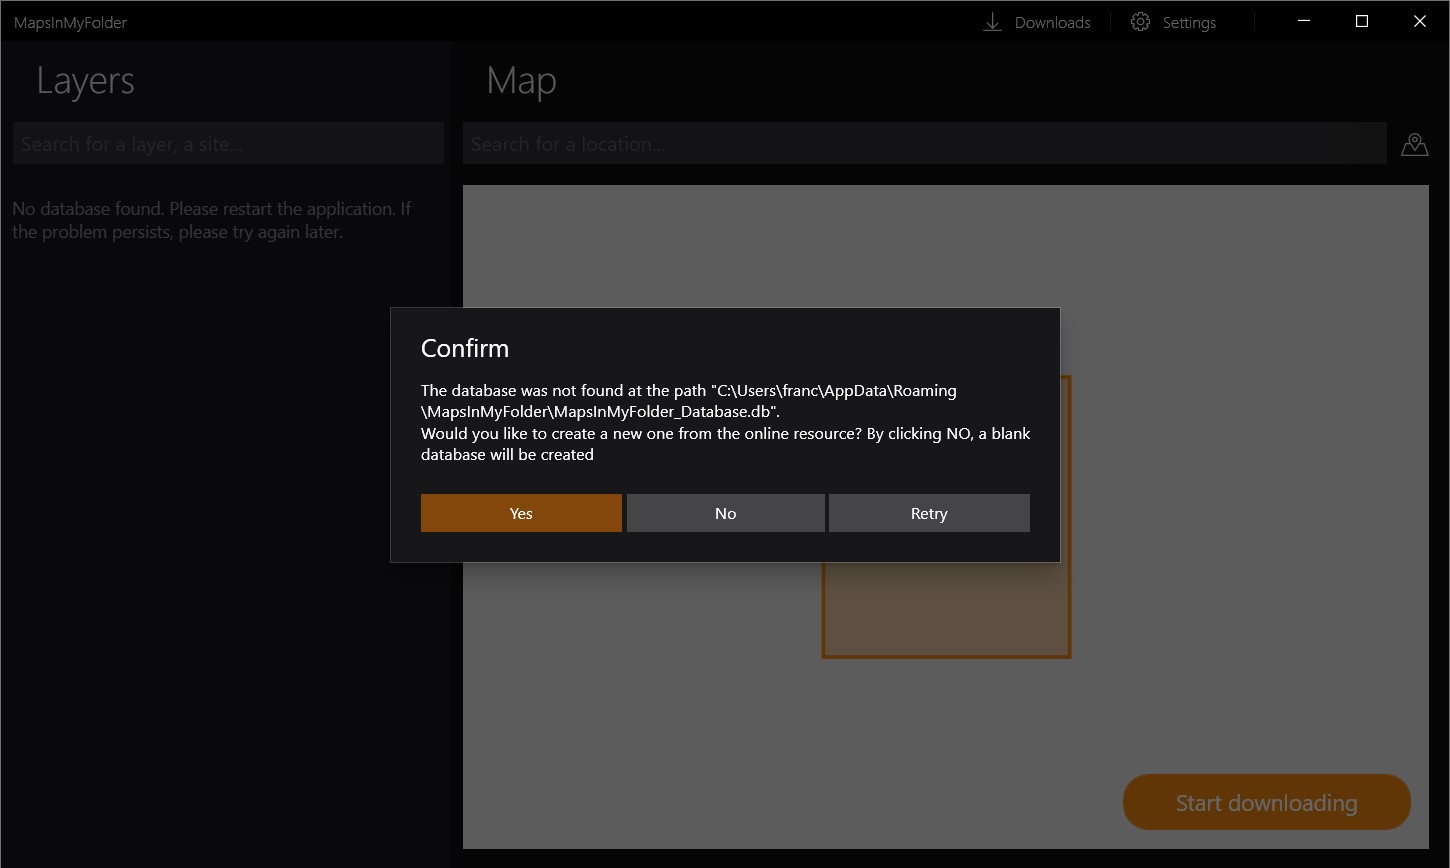 MapsInMyFolder
Downloads
Settings
Layers
Map
Search for a layer, a site...
Search for a location...
No database found. Please restart the application. If
the problem persists, please try again later.
Confirm
The database was not found at the path "C:\Users\franc\AppData\Roaming
\MapsInMyFolder\MapsInMyFolder_Database.db".
Would you like to create a new one from the online resource? By clicking NO, a blank
database will be created
Yes
No
Retry
Start downloading